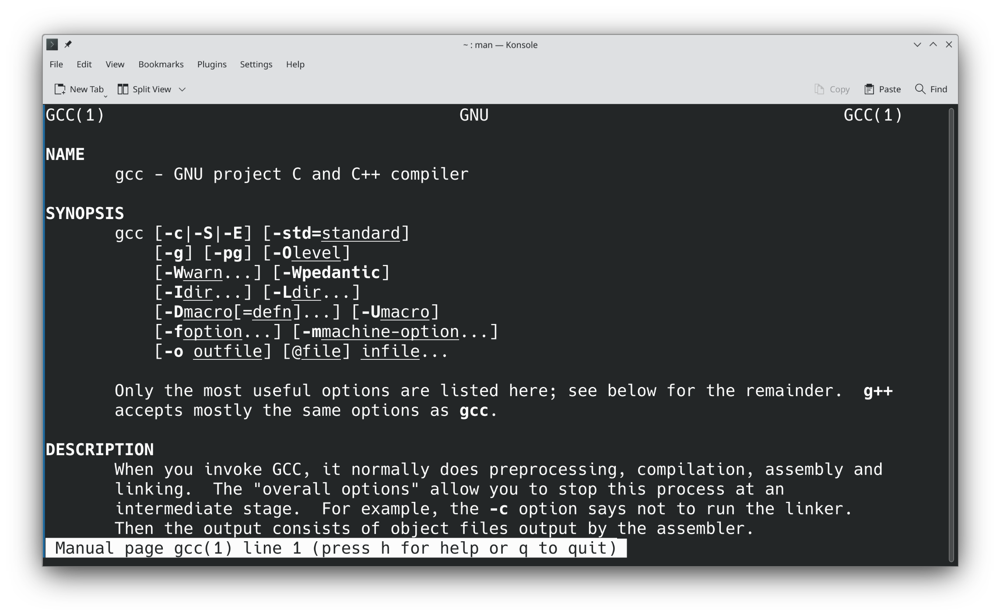 ~ : man — Konsole
File Edit View Bookmarks Plugins Settings Help
New Tab Split View Copy Paste Find
GCC(1) GNU GCC(1)
NAME
gcc - GNU project C and C++ compiler
SYNOPSIS
gcc [-c|-S|-E] [-std=standard]
[-g] [-pg] [-Olevel]
[-Wwarn...] [-Wpedantic]
[-Idir...] [-Ldir...]
[-Dmacro[=defn]...] [-Umacro]
[-foption...] [-mmachine-option...]
[-o outfile] [@file] infile...
Only the most useful options are listed here; see below for the remainder.  g++
accepts mostly the same options as gcc.
DESCRIPTION
When you invoke GCC, it normally does preprocessing, compilation, assembly and
linking.  The "overall options" allow you to stop this process at an
intermediate stage.  For example, the -c option says not to run the linker.
Then the output consists of object files output by the assembler.
Manual page gcc(1) line 1 (press h for help or q to quit)